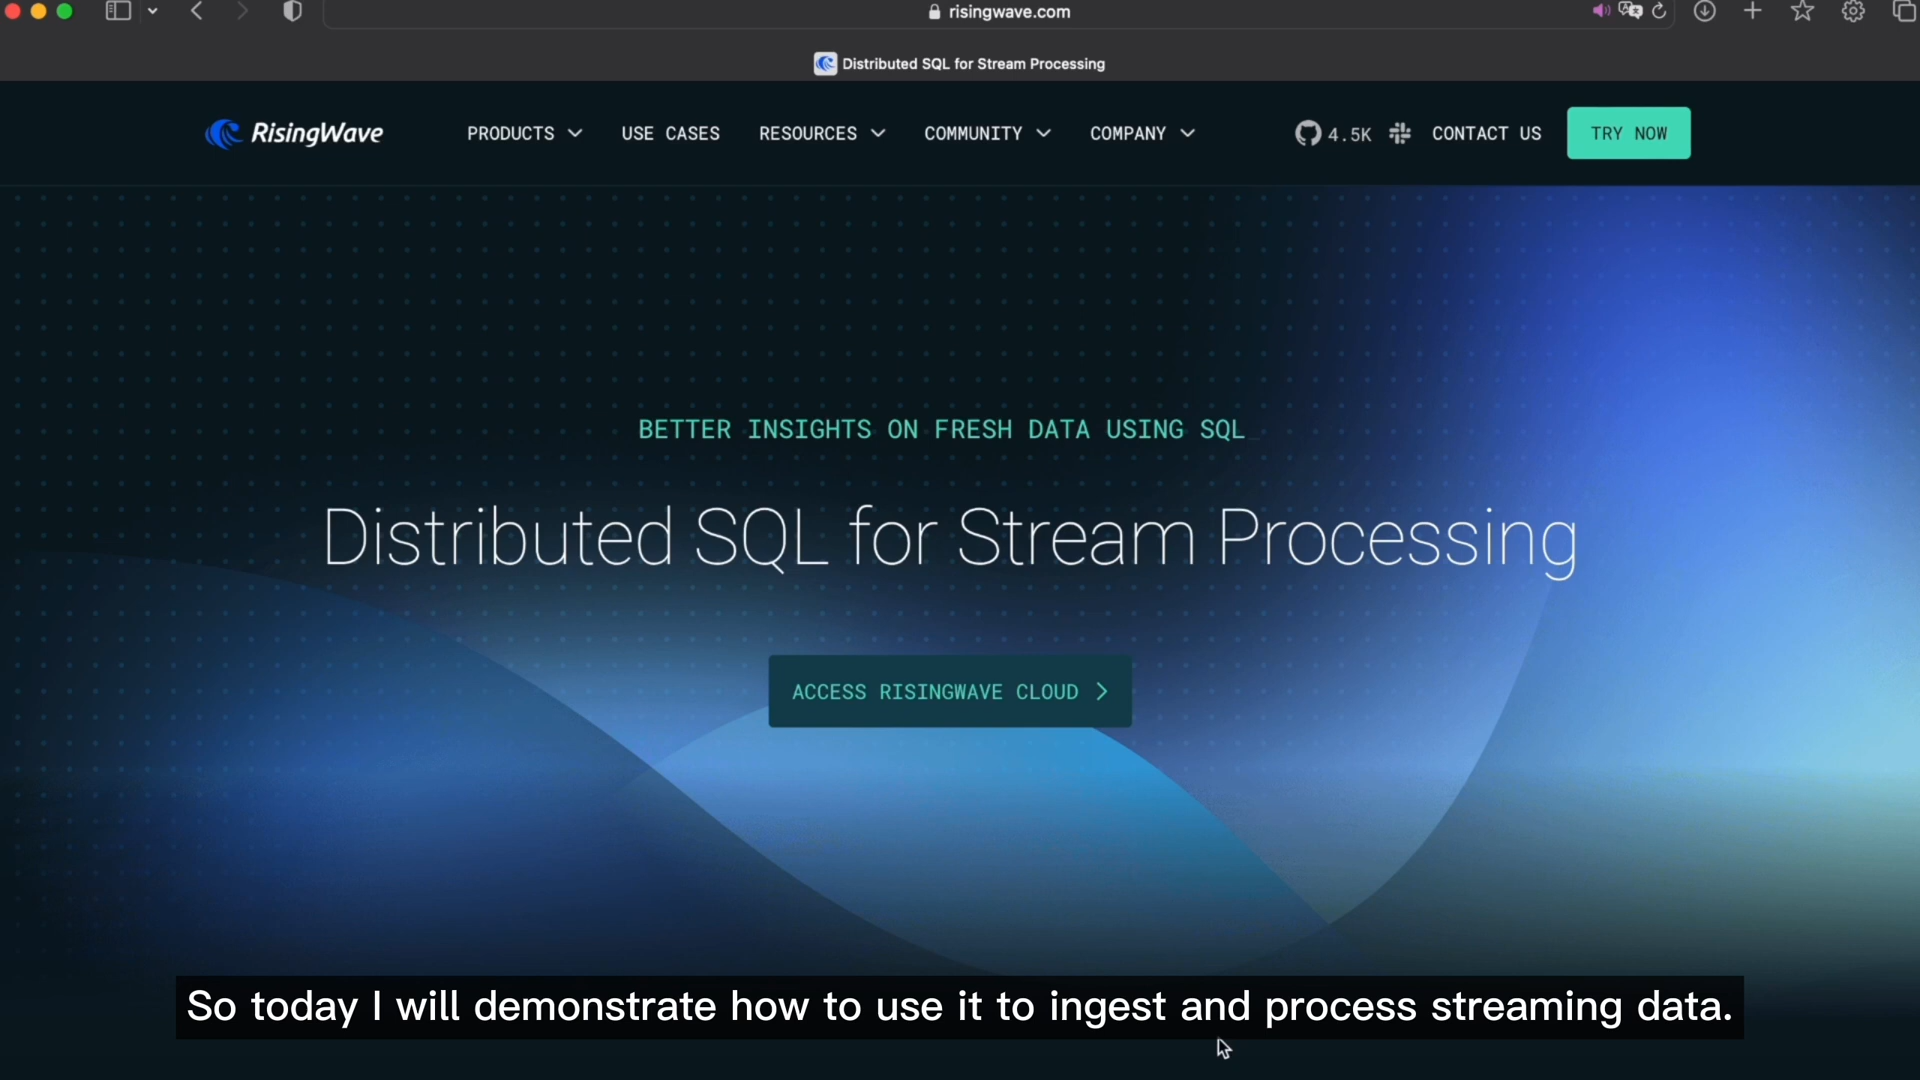 risingwave.com
Distributed SQL for Stream Processing
RisingWave PRODUCTS USE CASES RESOURCES COMMUNITY COMPANY 4.5K CONTACT US TRY NOW
BETTER INSIGHTS ON FRESH DATA USING SQL_
Distributed SQL for Stream Processing
ACCESS RISINGWAVE CLOUD
So today I will demonstrate how to use it to ingest and process streaming data.